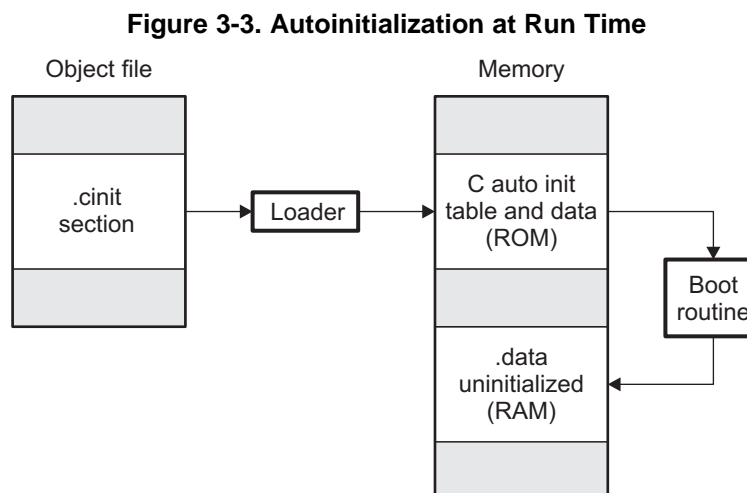 Figure 3-3. Autoinitialization at Run Time
Object file
Memory
.cinit
section
Loader
C auto init
table and data
(ROM)
Boot
routine
.data
uninitialized
(RAM)